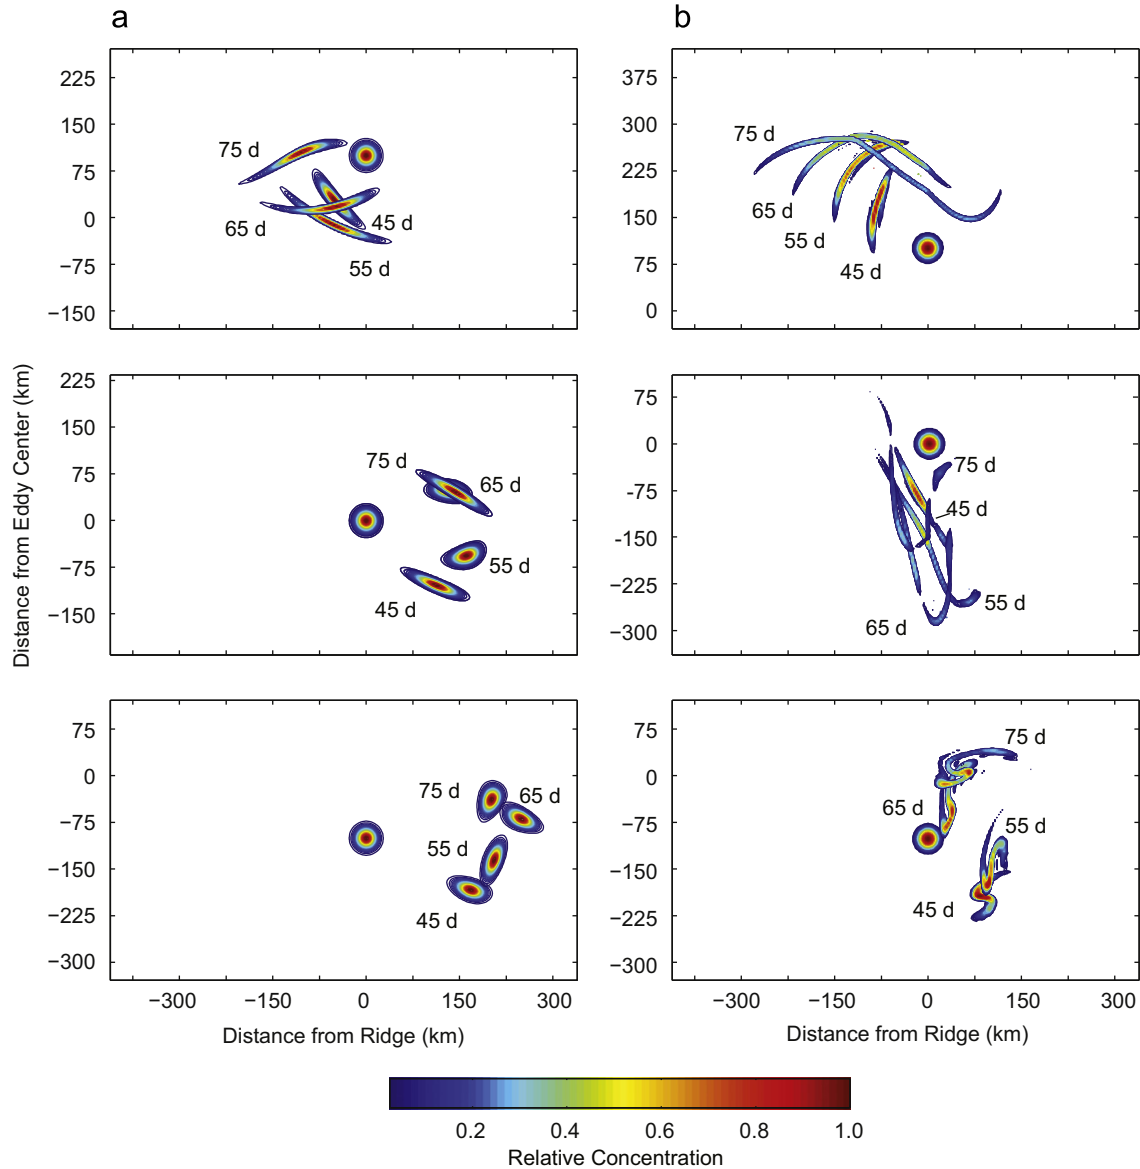 a
b
225
150
75
0
−75
−150
75 d
65 d
45 d
55 d
375
300
225
150
75
0
75 d
65 d
55 d
45 d
Distance from Eddy Center (km)
225
150
75
0
−75
−150
75 d
65 d
55 d
45 d
75
0
−75
−150
−225
−300
75 d
45 d
55 d
65 d
75
0
−75
−150
−225
−300
75 d
65 d
55 d
45 d
−300
−150
0
150
300
Distance from Ridge (km)
75
0
−75
−150
−225
−300
75 d
65 d
55 d
45 d
−300
−150
0
150
300
Distance from Ridge (km)
0.2
0.4
0.6
0.8
1.0
Relative Concentration